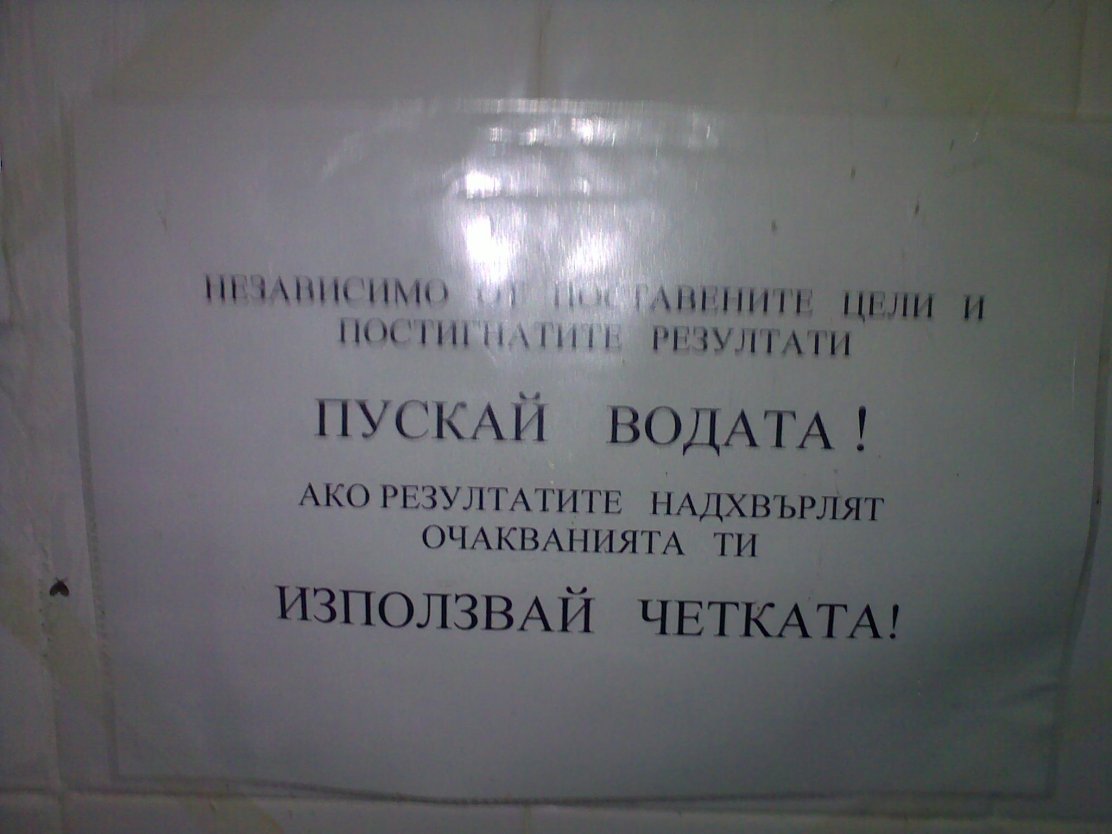 НЕЗАВИСИМО ОТ ПОСТАВЕНИТЕ ЦЕЛИ И
ПОСТИГНАТИТЕ РЕЗУЛТАТИ
ПУСКАЙ ВОДАТА !
АКО РЕЗУЛТАТИТЕ НАДХВЪРЛЯТ
ОЧАКВАНИЯТА ТИ
ИЗПОЛЗВАЙ ЧЕТКАТА!